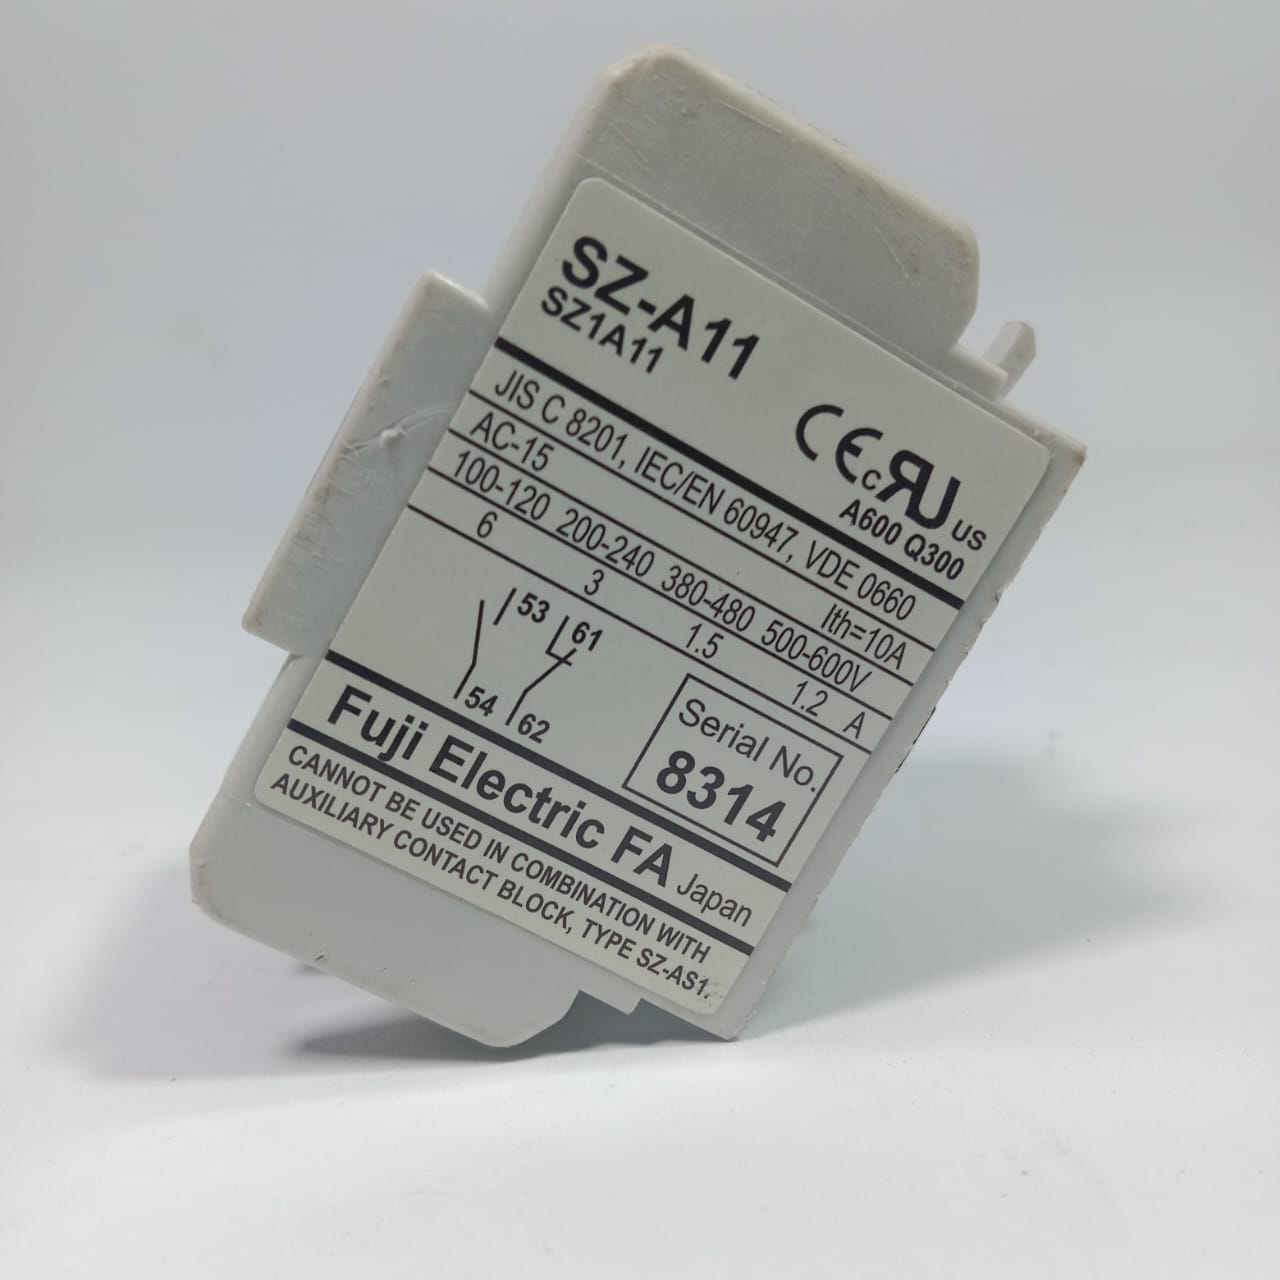 SZ-A11
SZ1A11
CE cRUus
A600 Q300
JIS C 8201, IEC/EN 60947, VDE 0660
AC-15 Ith=10A
100-120 200-240 380-480 500-600V
6 3 1.5 1.2 A
53 61
54 62
Serial No.
8314
Fuji Electric FA Japan
CANNOT BE USED IN COMBINATION WITH
AUXILIARY CONTACT BLOCK, TYPE SZ-AS1.